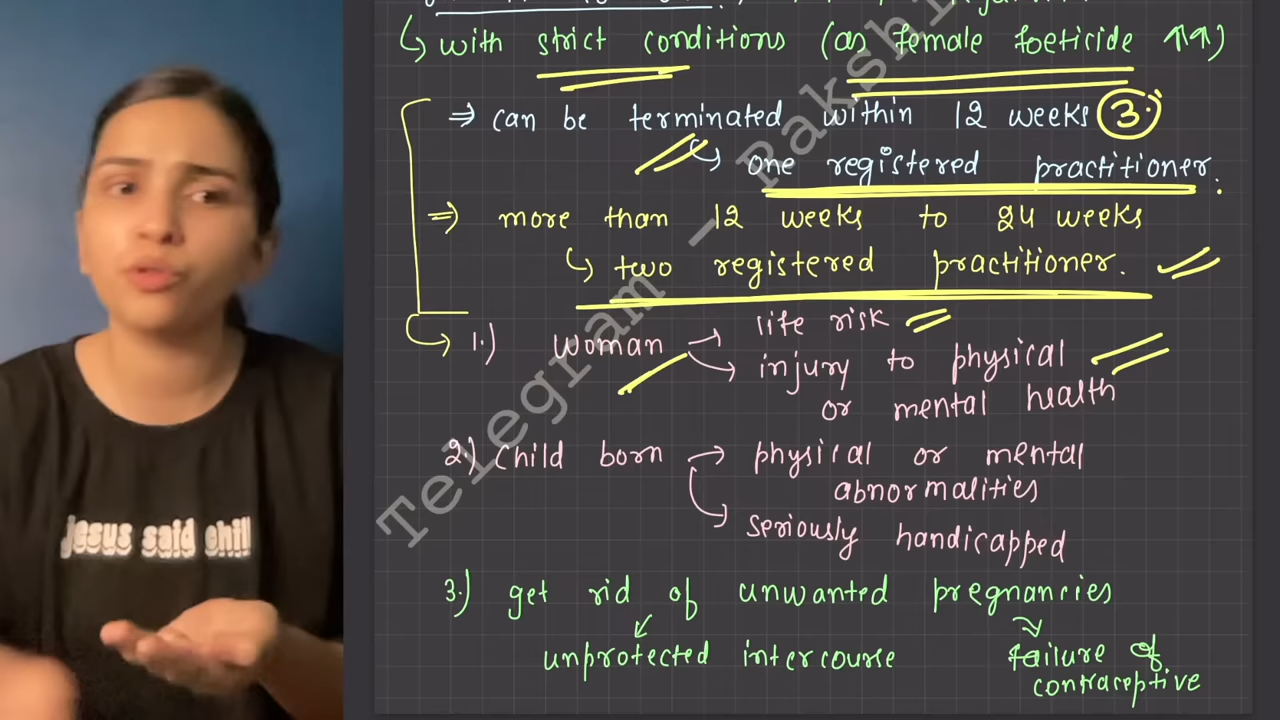 ↳ with strict conditions (as female foeticide ↑↑)
⇒ can be terminated within 12 weeks 3.
↳ one registered practitioner.
⇒ more than 12 weeks to 24 weeks
↳ two registered practitioner.
↳ 1.) woman → life risk
→ injury to physical
or mental health
2.) child born → physical or mental
abnormalities
↳ seriously handicapped
3.) get rid of unwanted pregnancies
unprotected intercourse
failure of
contraceptive
Telegram - Pakshi
jesus said chill